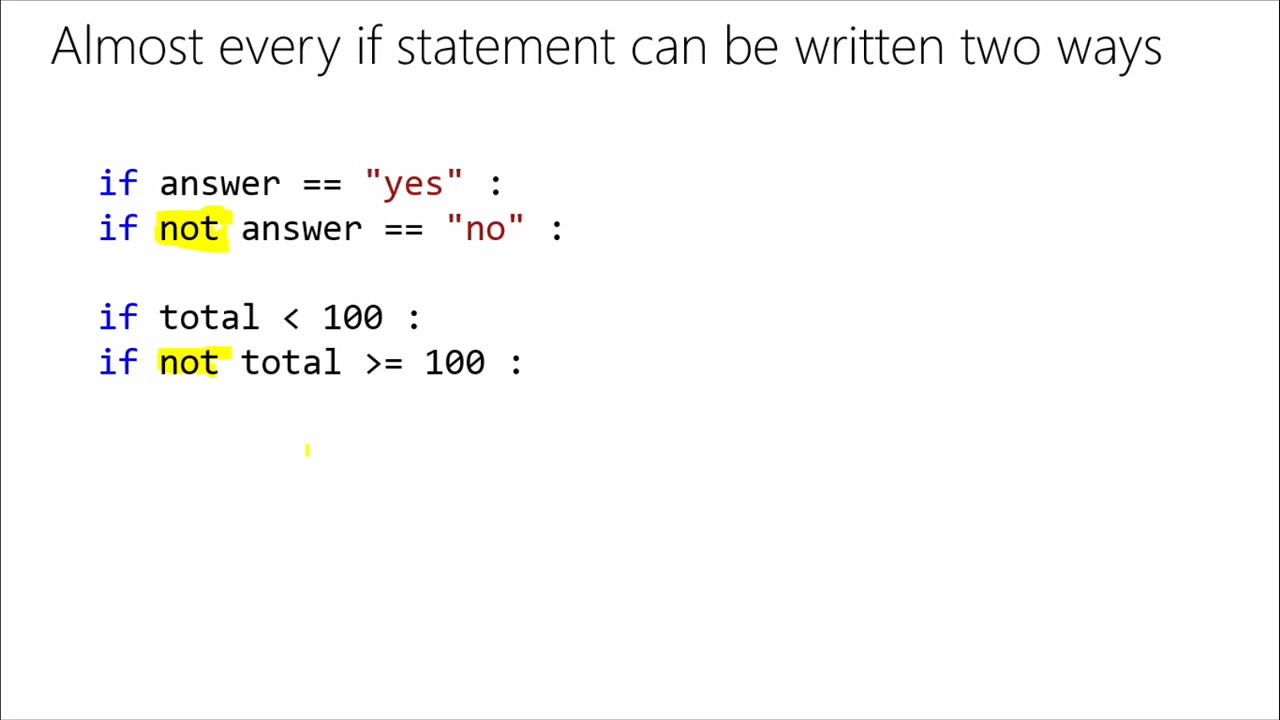 Almost every if statement can be written two ways
if answer == "yes" :
if not answer == "no" :
if total < 100 :
if not total >= 100 :